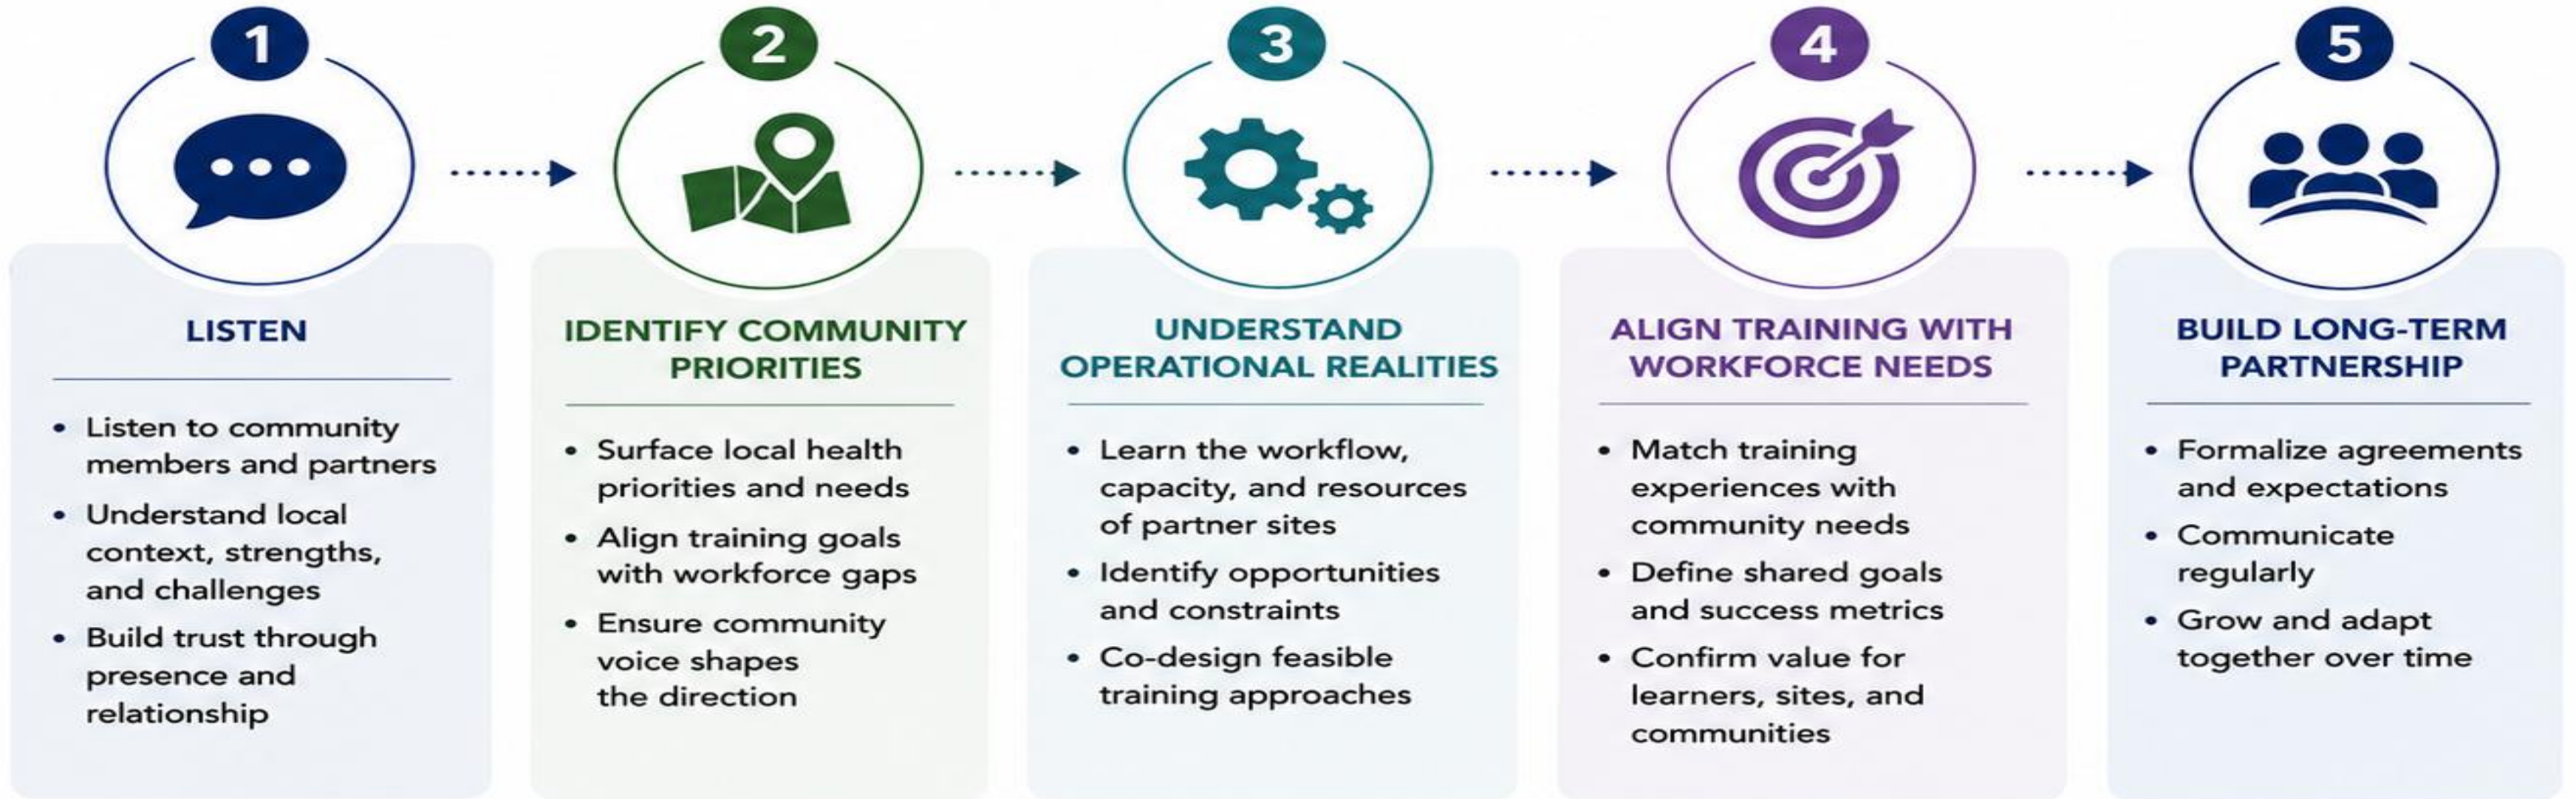 1
LISTEN
• Listen to community
members and partners
• Understand local
context, strengths,
and challenges
• Build trust through
presence and
relationship
2
IDENTIFY COMMUNITY
PRIORITIES
• Surface local health
priorities and needs
• Align training goals
with workforce gaps
• Ensure community
voice shapes
the direction
3
UNDERSTAND
OPERATIONAL REALITIES
• Learn the workflow,
capacity, and resources
of partner sites
• Identify opportunities
and constraints
• Co-design feasible
training approaches
4
ALIGN TRAINING WITH
WORKFORCE NEEDS
• Match training
experiences with
community needs
• Define shared goals
and success metrics
• Confirm value for
learners, sites, and
communities
5
BUILD LONG-TERM
PARTNERSHIP
• Formalize agreements
and expectations
• Communicate
regularly
• Grow and adapt
together over time